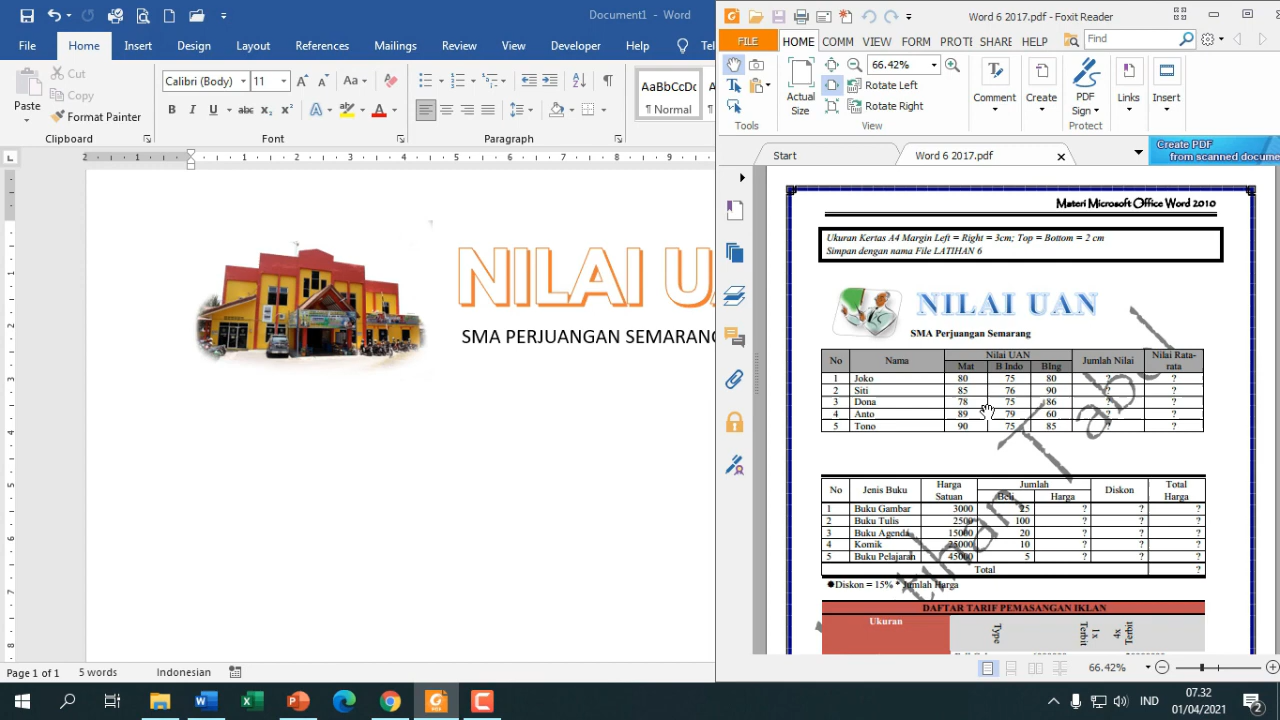 Document1 - Word
File Home Insert Design Layout References Mailings Review View Developer Help Tel
Paste
Cut
Copy
Format Painter
Calibri (Body) 11
AaBbCcDc
¶ Normal
Clipboard Font Paragraph
NILAI UA
SMA PERJUANGAN SEMARANG
Page 1 of 1 5 words Indonesian
Word 6 2017.pdf - Foxit Reader
FILE HOME COMM VIEW FORM PROTE SHARE HELP Find
66.42%
Actual Size
Rotate Left
Rotate Right
Comment
Create
PDF Sign
Links
Insert
Tools View Protect
Start Word 6 2017.pdf
Create PDF
from scanned docume
Materi Microsoft Office Word 2010
Ukuran Kertas A4 Margin Left = Right = 3cm; Top = Bottom = 2 cm
Simpan dengan nama File LATIHAN 6
NILAI UAN
SMA Perjuangan Semarang
No Nama Nilai UAN Jumlah Nilai Nilai Rata-rata
Mat B Indo BIng
1 Joko 80 75 80 ? ?
2 Siti 85 76 90 ? ?
3 Dona 78 75 86 ? ?
4 Anto 89 79 60 ? ?
5 Tono 90 75 85 ? ?
No Jenis Buku Harga Satuan Jumlah Diskon Total Harga
Beli Harga
1 Buku Gambar 3000 25 ? ? ?
2 Buku Tulis 2500 100 ? ? ?
3 Buku Agenda 15000 20 ? ? ?
4 Komik 25000 10 ? ? ?
5 Buku Pelajaran 45000 5 ? ? ?
Total ?
Diskon = 15% * Jumlah Harga
DAFTAR TARIF PEMASANGAN IKLAN
Ukuran Type 1x Terbit 4x Terbit
66.42%
IND
07.32
01/04/2021
2